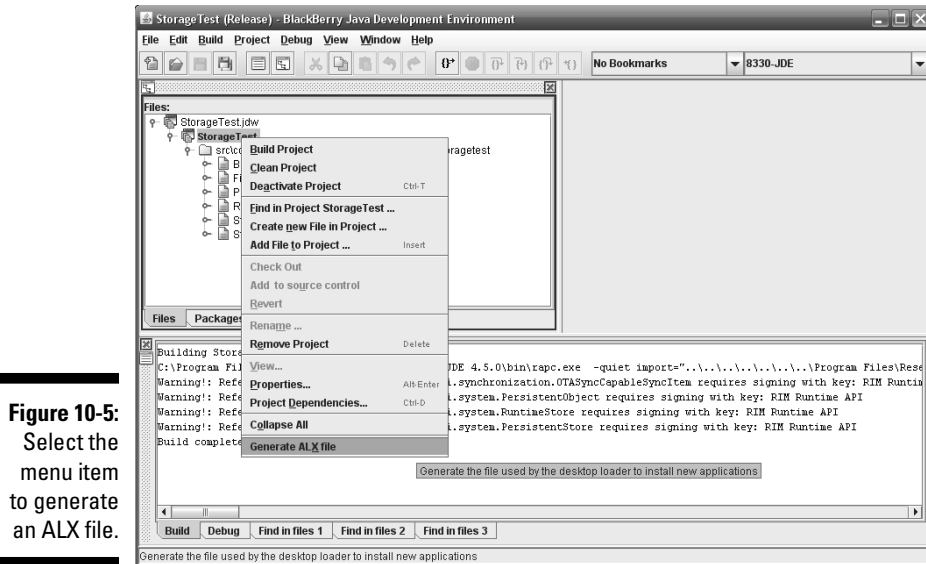 StorageTest (Release) - BlackBerry Java Development Environment
File Edit Build Project Debug View Window Help
No Bookmarks
8330-JDE
Files:
StorageTest.jdw
StorageTest
ragetest
B
Fi
P
R
S
S
Build Project
Clean Project
Deactivate Project Ctrl-T
Find in Project StorageTest ...
Create new File in Project ...
Add File to Project ... Insert
Check Out
Add to source control
Revert
Rename ...
Remove Project Delete
View...
Properties... Alt-Enter
Project Dependencies... Ctrl-D
Collapse All
Generate ALX file
Files Packages
Building Stora
C:\Program Fil DE 4.5.0\bin\rapc.exe -quiet import="..\..\..\..\..\..\..\Program Files\Rese
Warning!: Refe i.synchronization.OTASyncCapableSyncItem requires signing with key: RIM Runtim
Warning!: Refe i.system.PersistentObject requires signing with key: RIM Runtime API
Warning!: Refe i.system.RuntimeStore requires signing with key: RIM Runtime API
Warning!: Refe i.system.PersistentStore requires signing with key: RIM Runtime API
Build complete
Generate the file used by the desktop loader to install new applications
Build Debug Find in files 1 Find in files 2 Find in files 3
Generate the file used by the desktop loader to install new applications
Figure 10-5:
Select the
menu item
to generate
an ALX file.